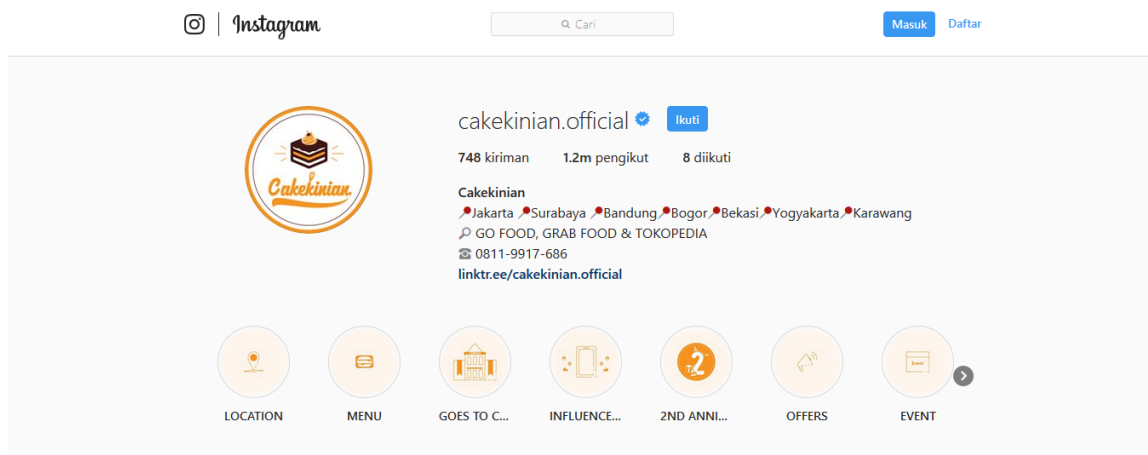 Instagram
Cari
Masuk Daftar
Cakekinian
cakekinian.official Ikuti
748 kiriman 1.2m pengikut 8 diikuti
Cakekinian
Jakarta Surabaya Bandung Bogor Bekasi Yogyakarta Karawang
GO FOOD, GRAB FOOD & TOKOPEDIA
0811-9917-686
linktr.ee/cakekinian.official
2
Event
LOCATION MENU GOES TO C... INFLUENCE... 2ND ANNI... OFFERS EVENT